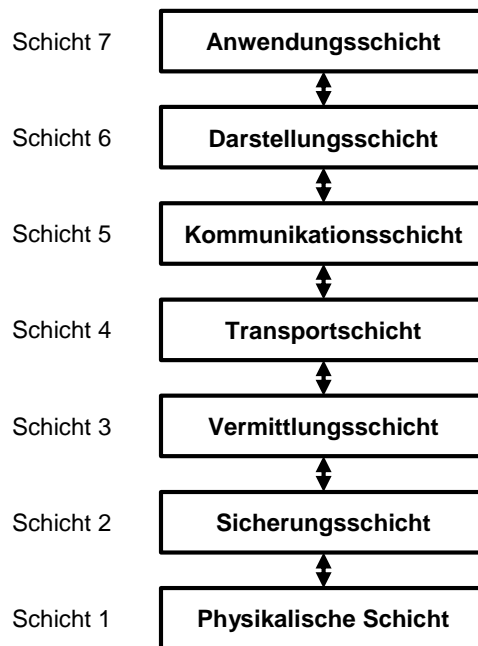 Schicht 7 Anwendungsschicht
Schicht 6 Darstellungsschicht
Schicht 5 Kommunikationsschicht
Schicht 4 Transportschicht
Schicht 3 Vermittlungsschicht
Schicht 2 Sicherungsschicht
Schicht 1 Physikalische Schicht